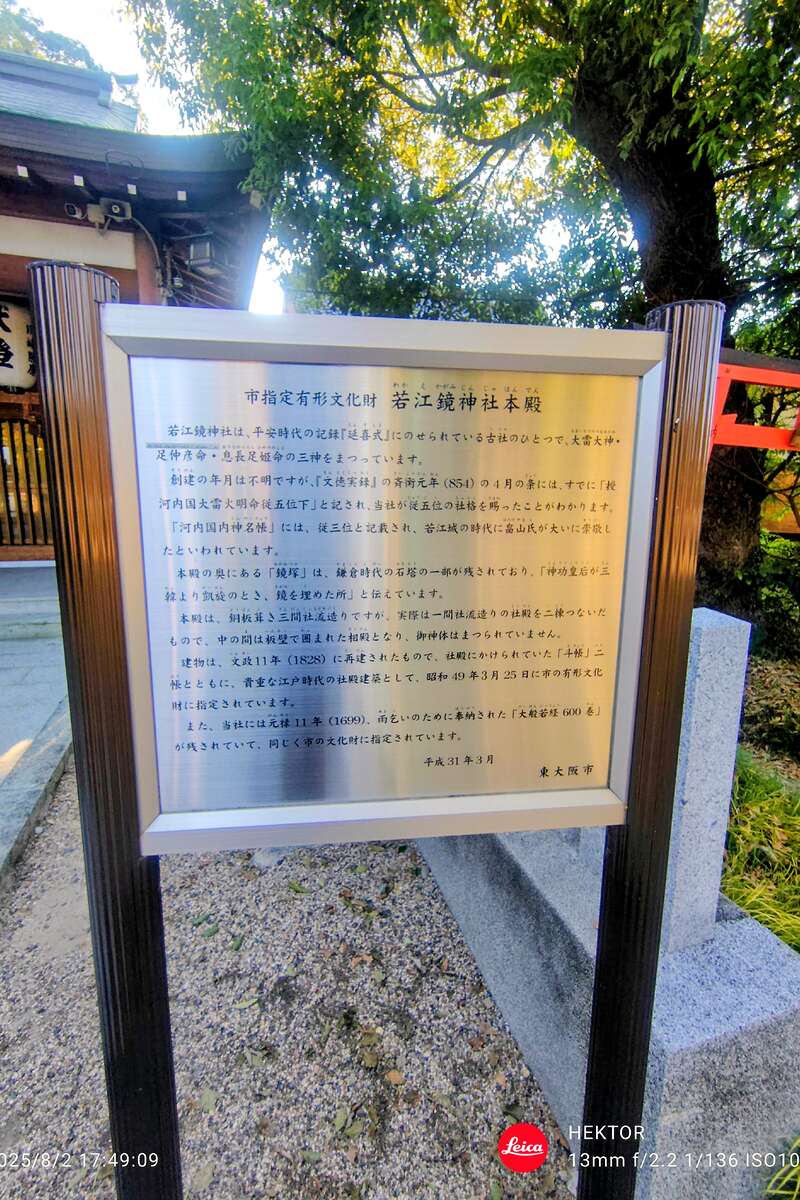 市指定有形文化財 若江鏡神社本殿
わか え かがみ じん じゃ ほん でん
若江鏡神社は、平安時代の記録『延喜式』にのせられている古社のひとつで、大雷大神・
足仲彦命・息長足姫命の三神をまつっています。
創建の年月は不明ですが、『文徳実録』の斉衡元年(854)の4月の条には、すでに「授
河内国大雷火明命従五位下」と記され、当社が従五位の社格を賜ったことがわかります。
「河内国内神名帳」には、従三位と記載され、若江城の時代に畠山氏が大いに崇敬し
たといわれています。
本殿の奥にある「鏡塚」は、鎌倉時代の石塔の一部が残されており、「神功皇后が三
韓より凱旋のとき、鏡を埋めた所」と伝えています。
本殿は、銅板葺き三間社流造りですが、実際は一間社流造りの社殿を二棟つないだ
もので、中の間は板壁で囲まれた相殿となり、御神体はまつられていません。
建物は、文政11年(1828)に再建されたもので、社殿にかけられていた「斗帳」二
帳とともに、貴重な江戸時代の社殿建築として、昭和49年3月25日に市の有形文化
財に指定されています。
また、当社には元禄11年(1699)、雨乞いのために奉納された「大般若経600巻」
が残されていて、同じく市の文化財に指定されています。
平成31年3月
東大阪市
Leica
HEKTOR
025/8/2 17:49:09
13mm f/2.2 1/136 ISO10